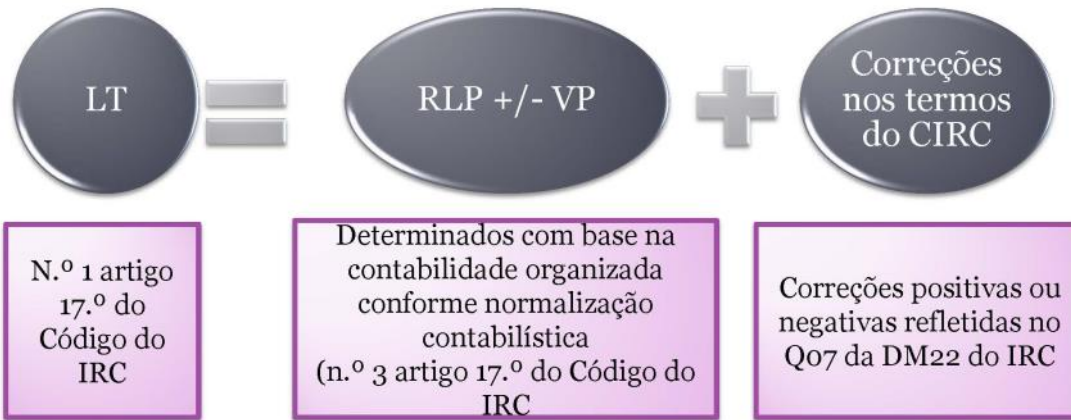 LT
RLP +/- VP
Correções
nos termos
do CIRC
N.º 1 artigo
17.º do
Código do
IRC
Determinados com base na
contabilidade organizada
conforme normalização
contabilística
(n.º 3 artigo 17.º do Código do
IRC
Correções positivas ou
negativas refletidas no
Q07 da DM22 do IRC